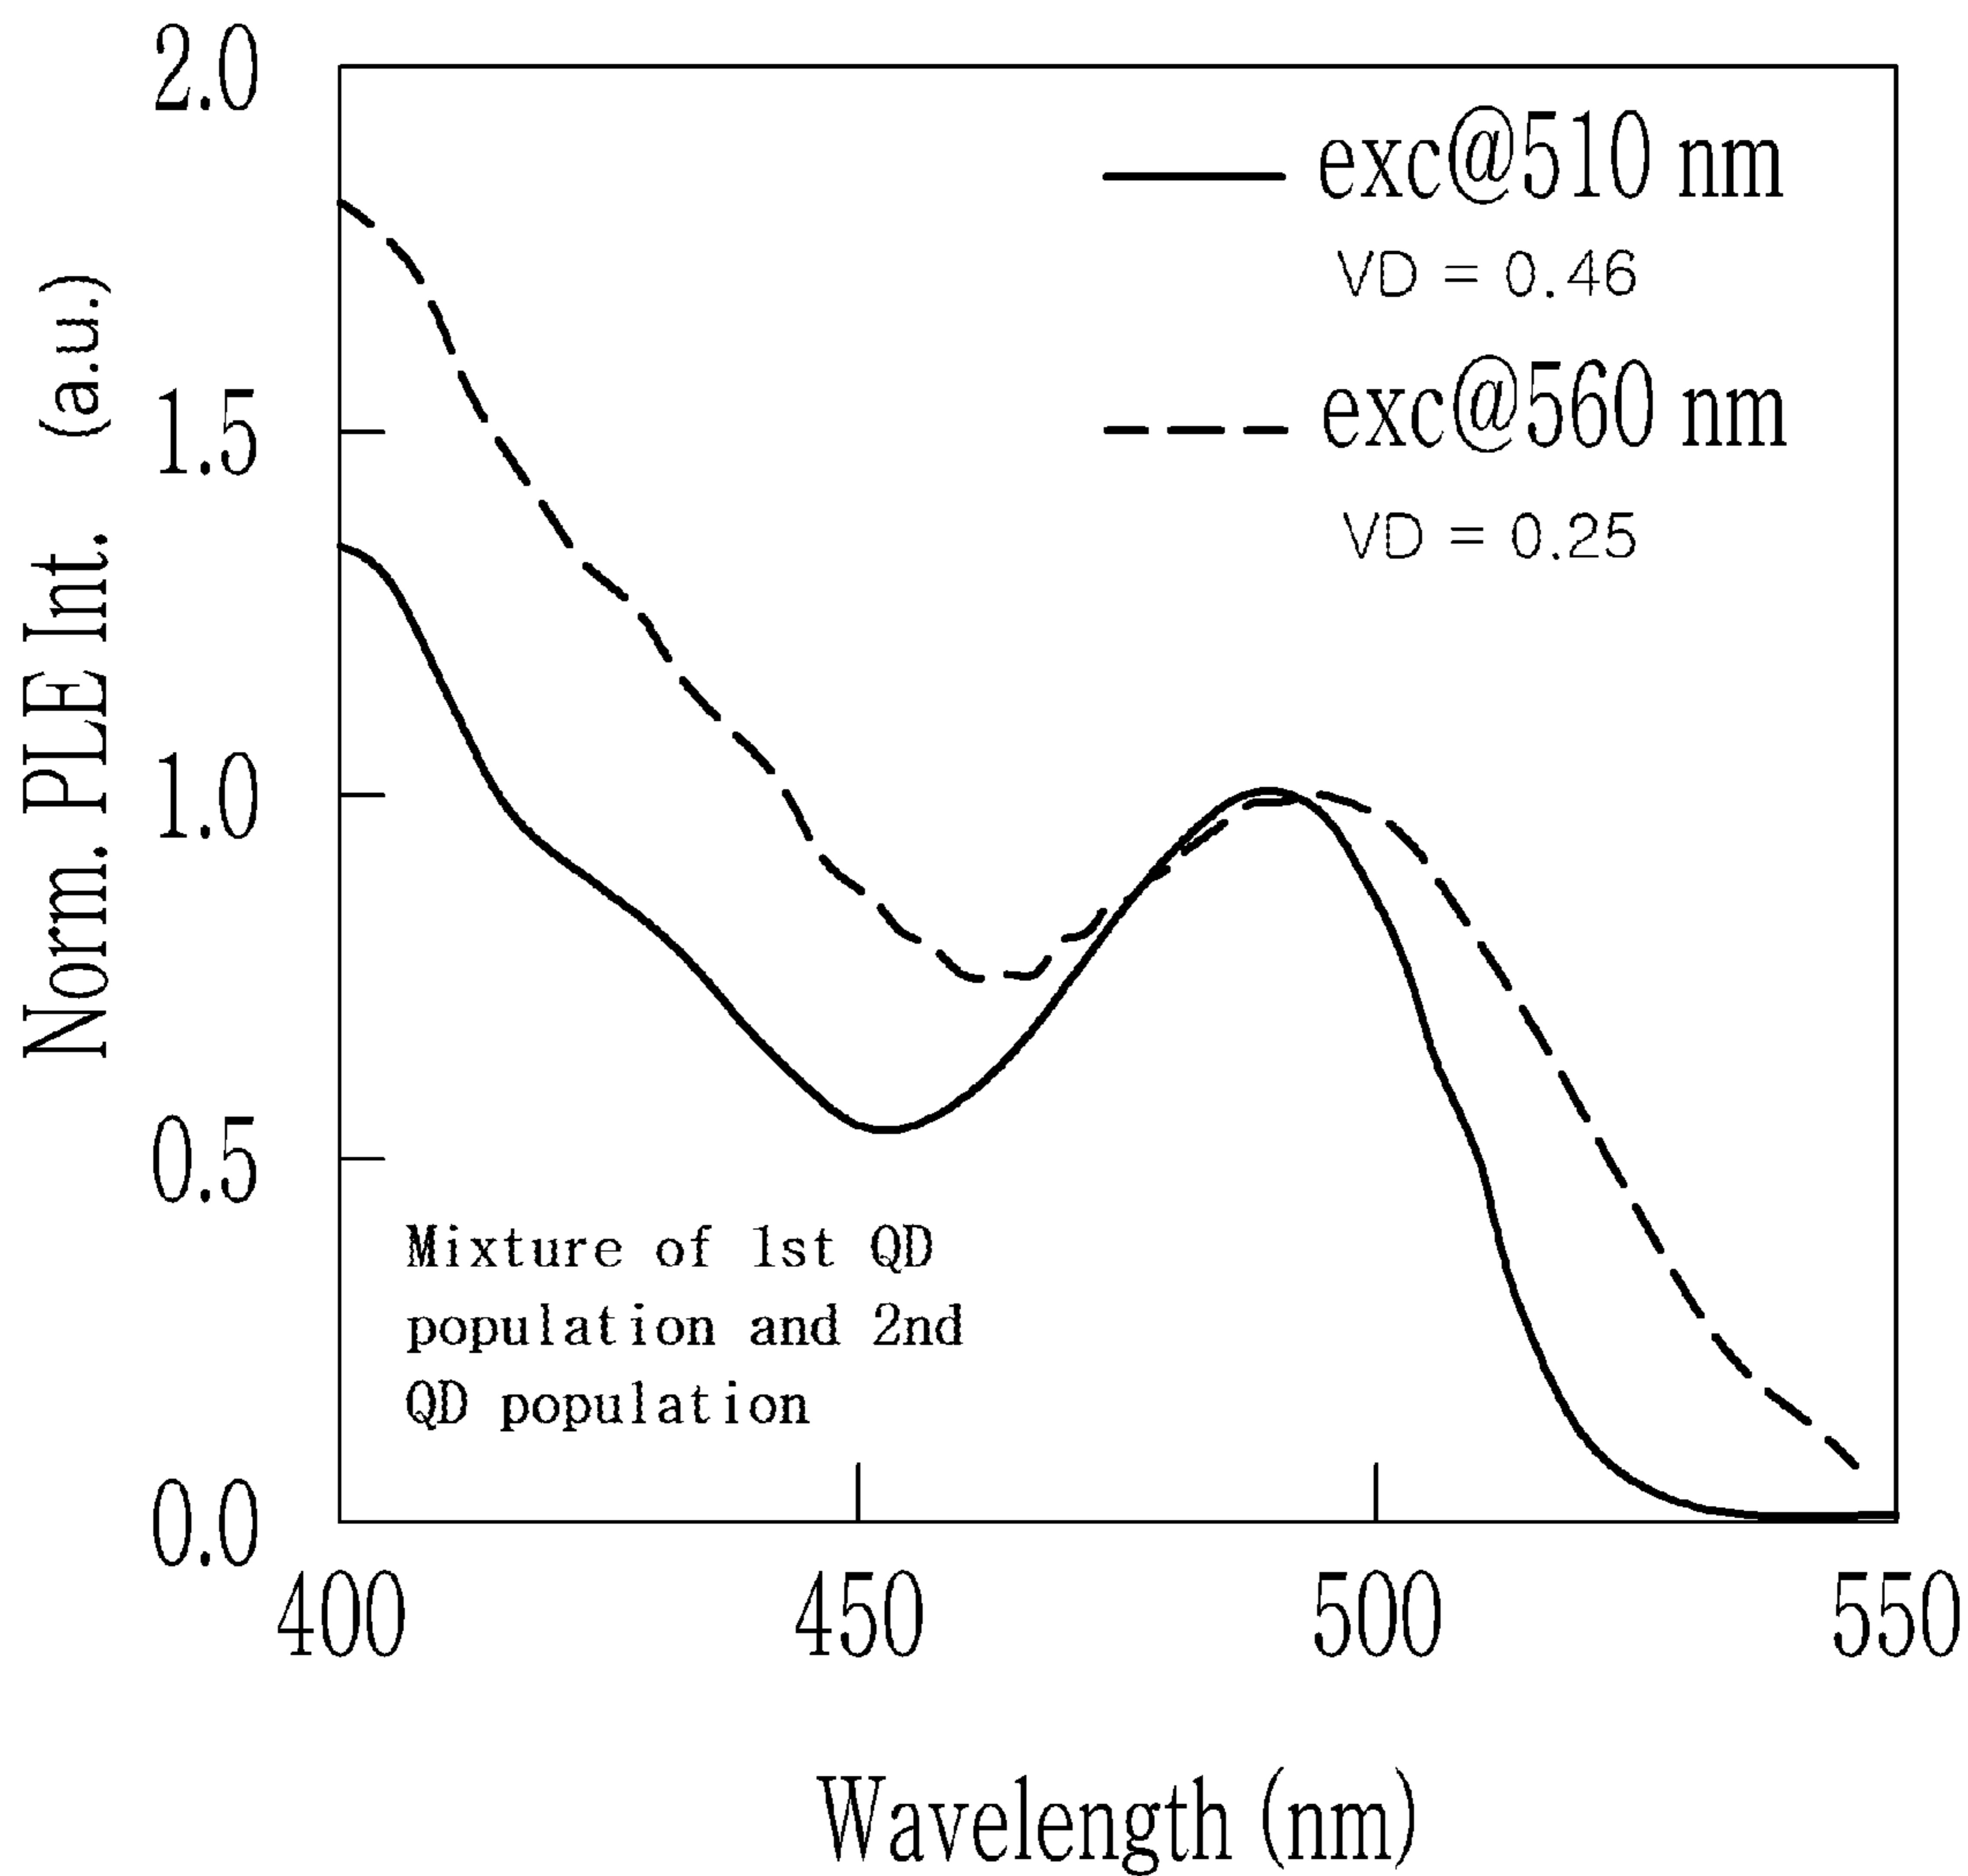 2.0
exc@510 nm
VD = 0.46
exc@560 nm
VD = 0.25
1.5
1.0
0.5
0.0
Norm. PLE Int. (a.u.)
Mixture of 1st QD
population and 2nd
QD population
400 450 500 550
Wavelength (nm)